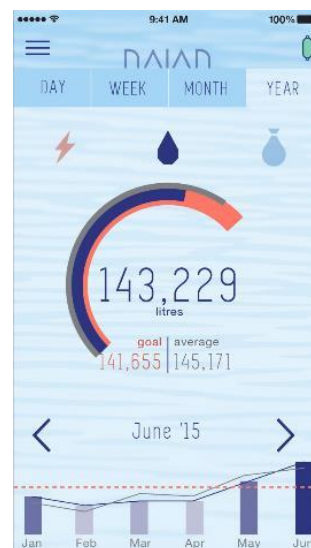 9:41 AM 100%
NAIAD
DAY WEEK MONTH YEAR
143,229
litres
goal average
141,655 145,171
June '15
Jan Feb Mar Apr May Jun